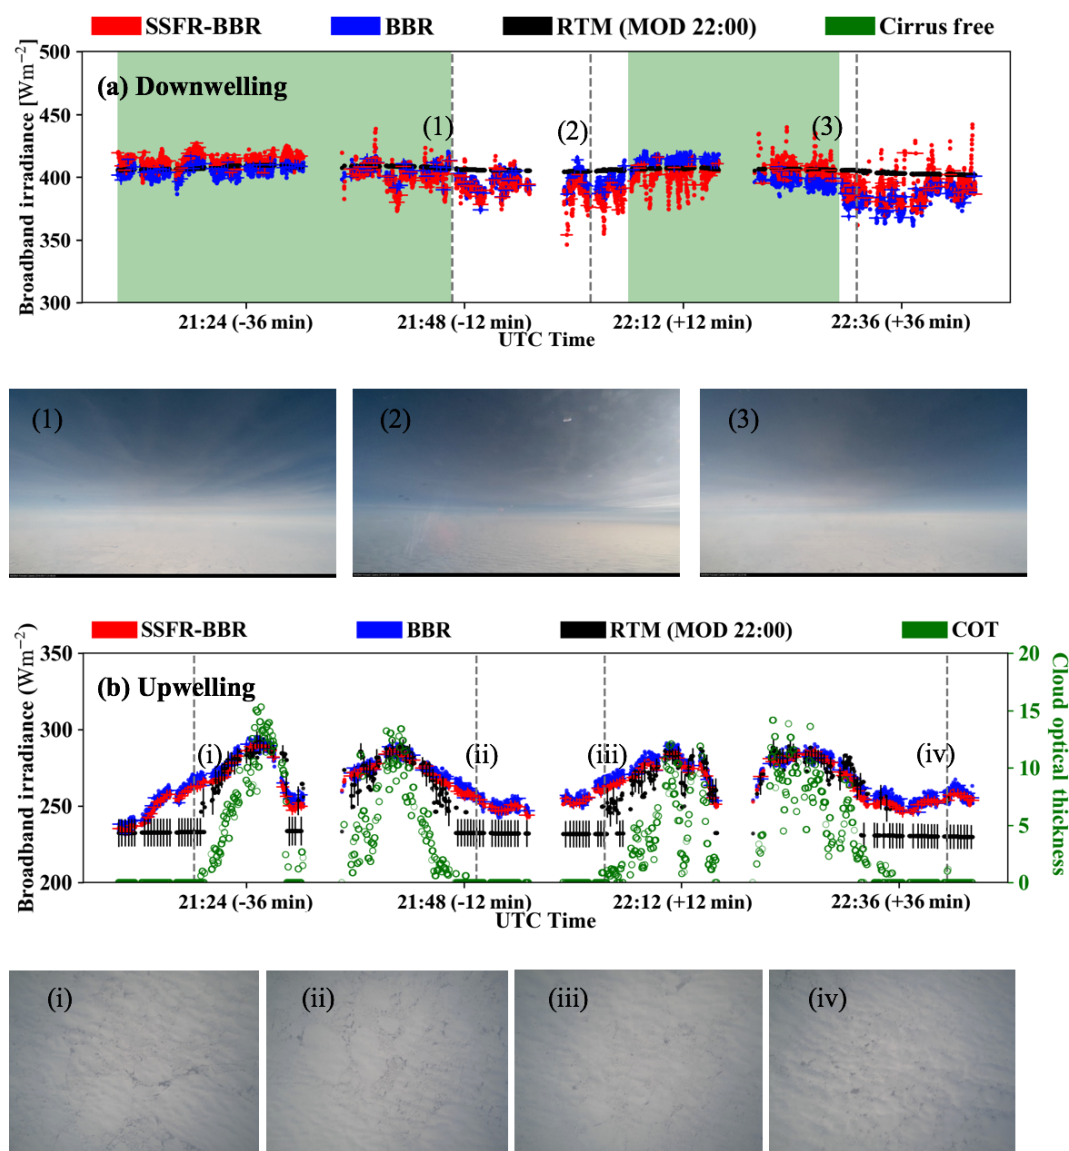 SSFR-BBR BBR RTM (MOD 22:00) Cirrus free
Broadband irradiance [Wm−2]
500
450
400
350
300
(a) Downwelling
(1)
(2)
(3)
21:24 (-36 min) 21:48 (-12 min) 22:12 (+12 min) 22:36 (+36 min)
UTC Time
(1) (2) (3)
SSFR-BBR BBR RTM (MOD 22:00) COT
Broadband irradiance (Wm−2)
350
300
250
200
(b) Upwelling
(i) (ii) (iii) (iv)
20
15
10
5
0
Cloud optical thickness
21:24 (-36 min) 21:48 (-12 min) 22:12 (+12 min) 22:36 (+36 min)
UTC Time
(i) (ii) (iii) (iv)